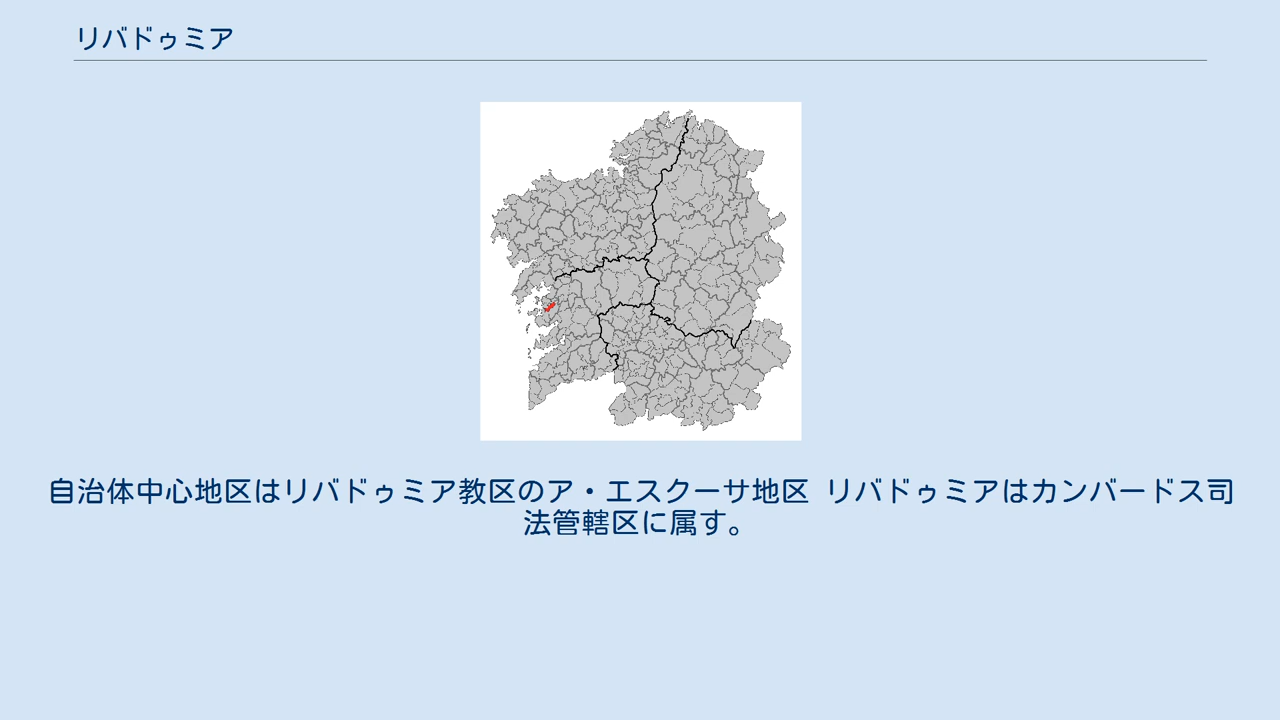 リバドゥミア
自治体中心地区はリバドゥミア教区のア・エスクーサ地区 リバドゥミアはカンバードス司
法管轄区に属す。